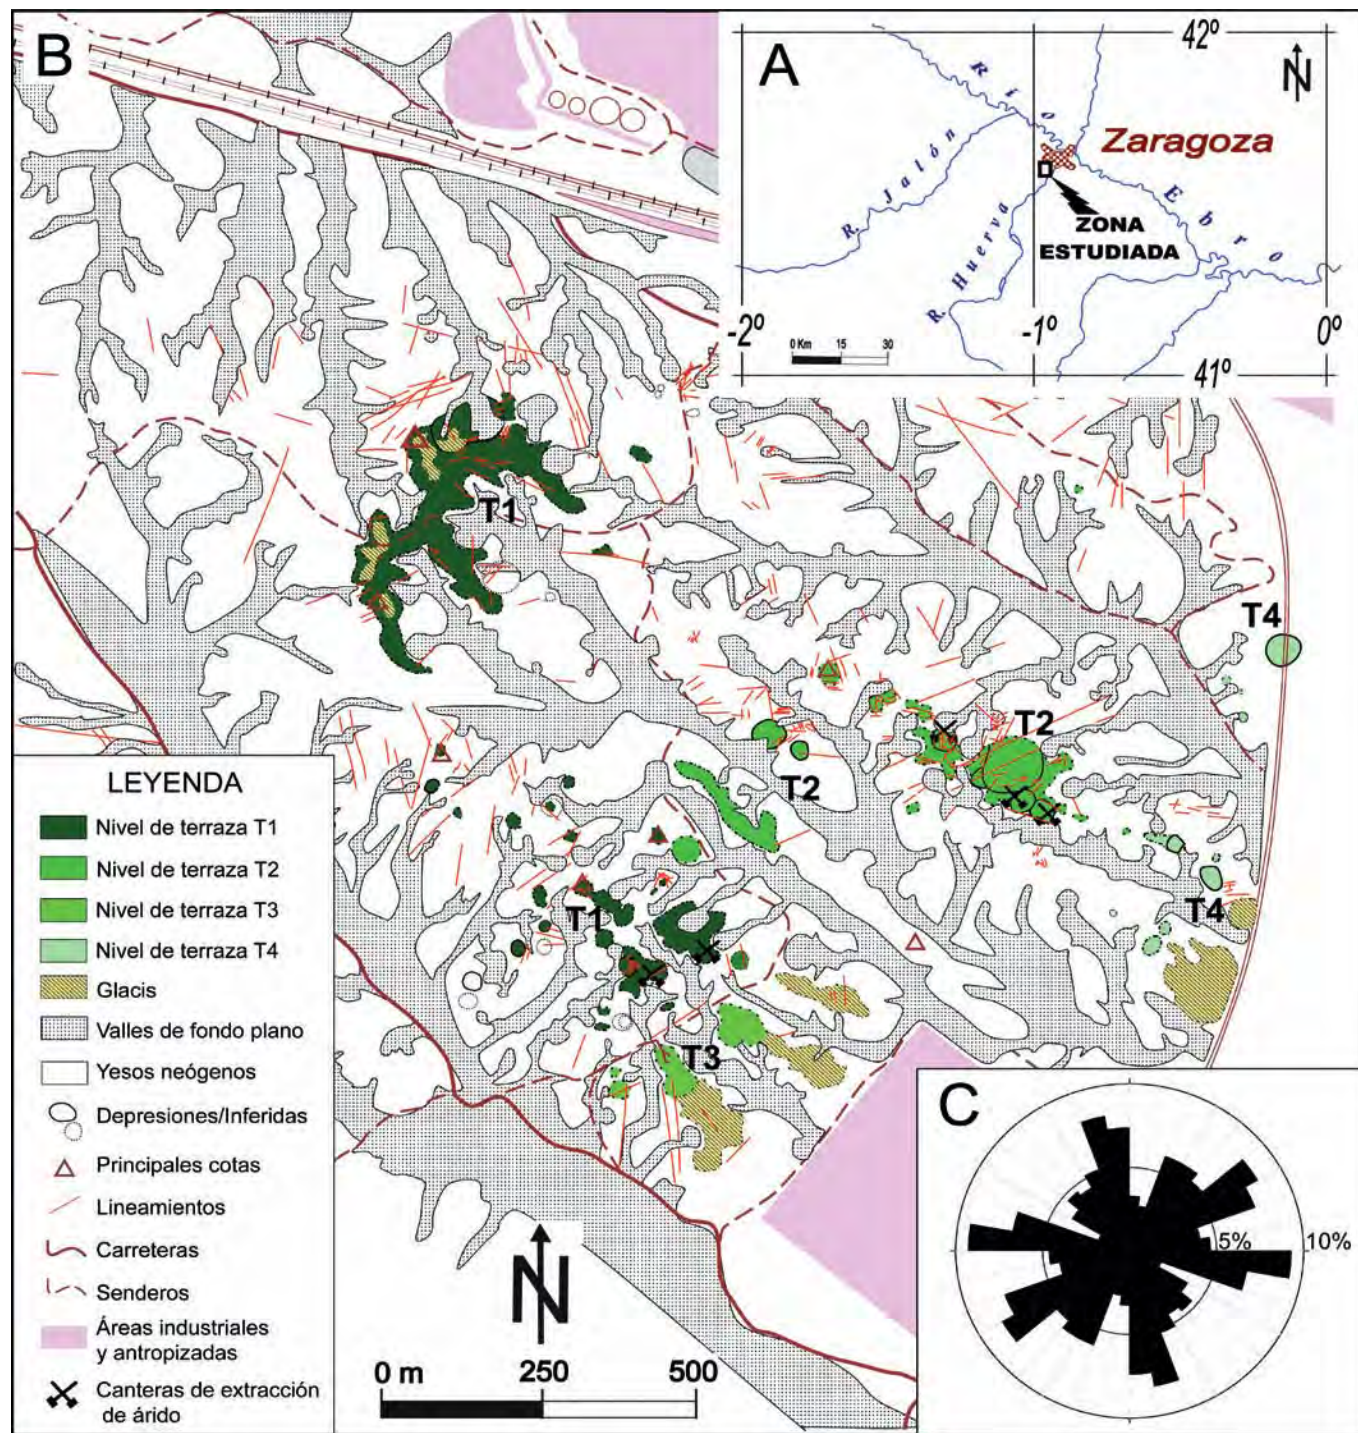 B
A
42º
N
Río
Zaragoza
R. Jalón
Ebro
R. Huerva
ZONA
ESTUDIADA
-2º
-1º
0º
0 Km 15 30
41º
T1
T4
T2
T2
T1
T4
T3
LEYENDA
Nivel de terraza T1
Nivel de terraza T2
Nivel de terraza T3
Nivel de terraza T4
Glacis
Valles de fondo plano
Yesos neógenos
Depresiones/Inferidas
Principales cotas
Lineamientos
Carreteras
Senderos
Áreas industriales
y antropizadas
Canteras de extracción
de árido
N
0 m 250 500
C
5% 10%